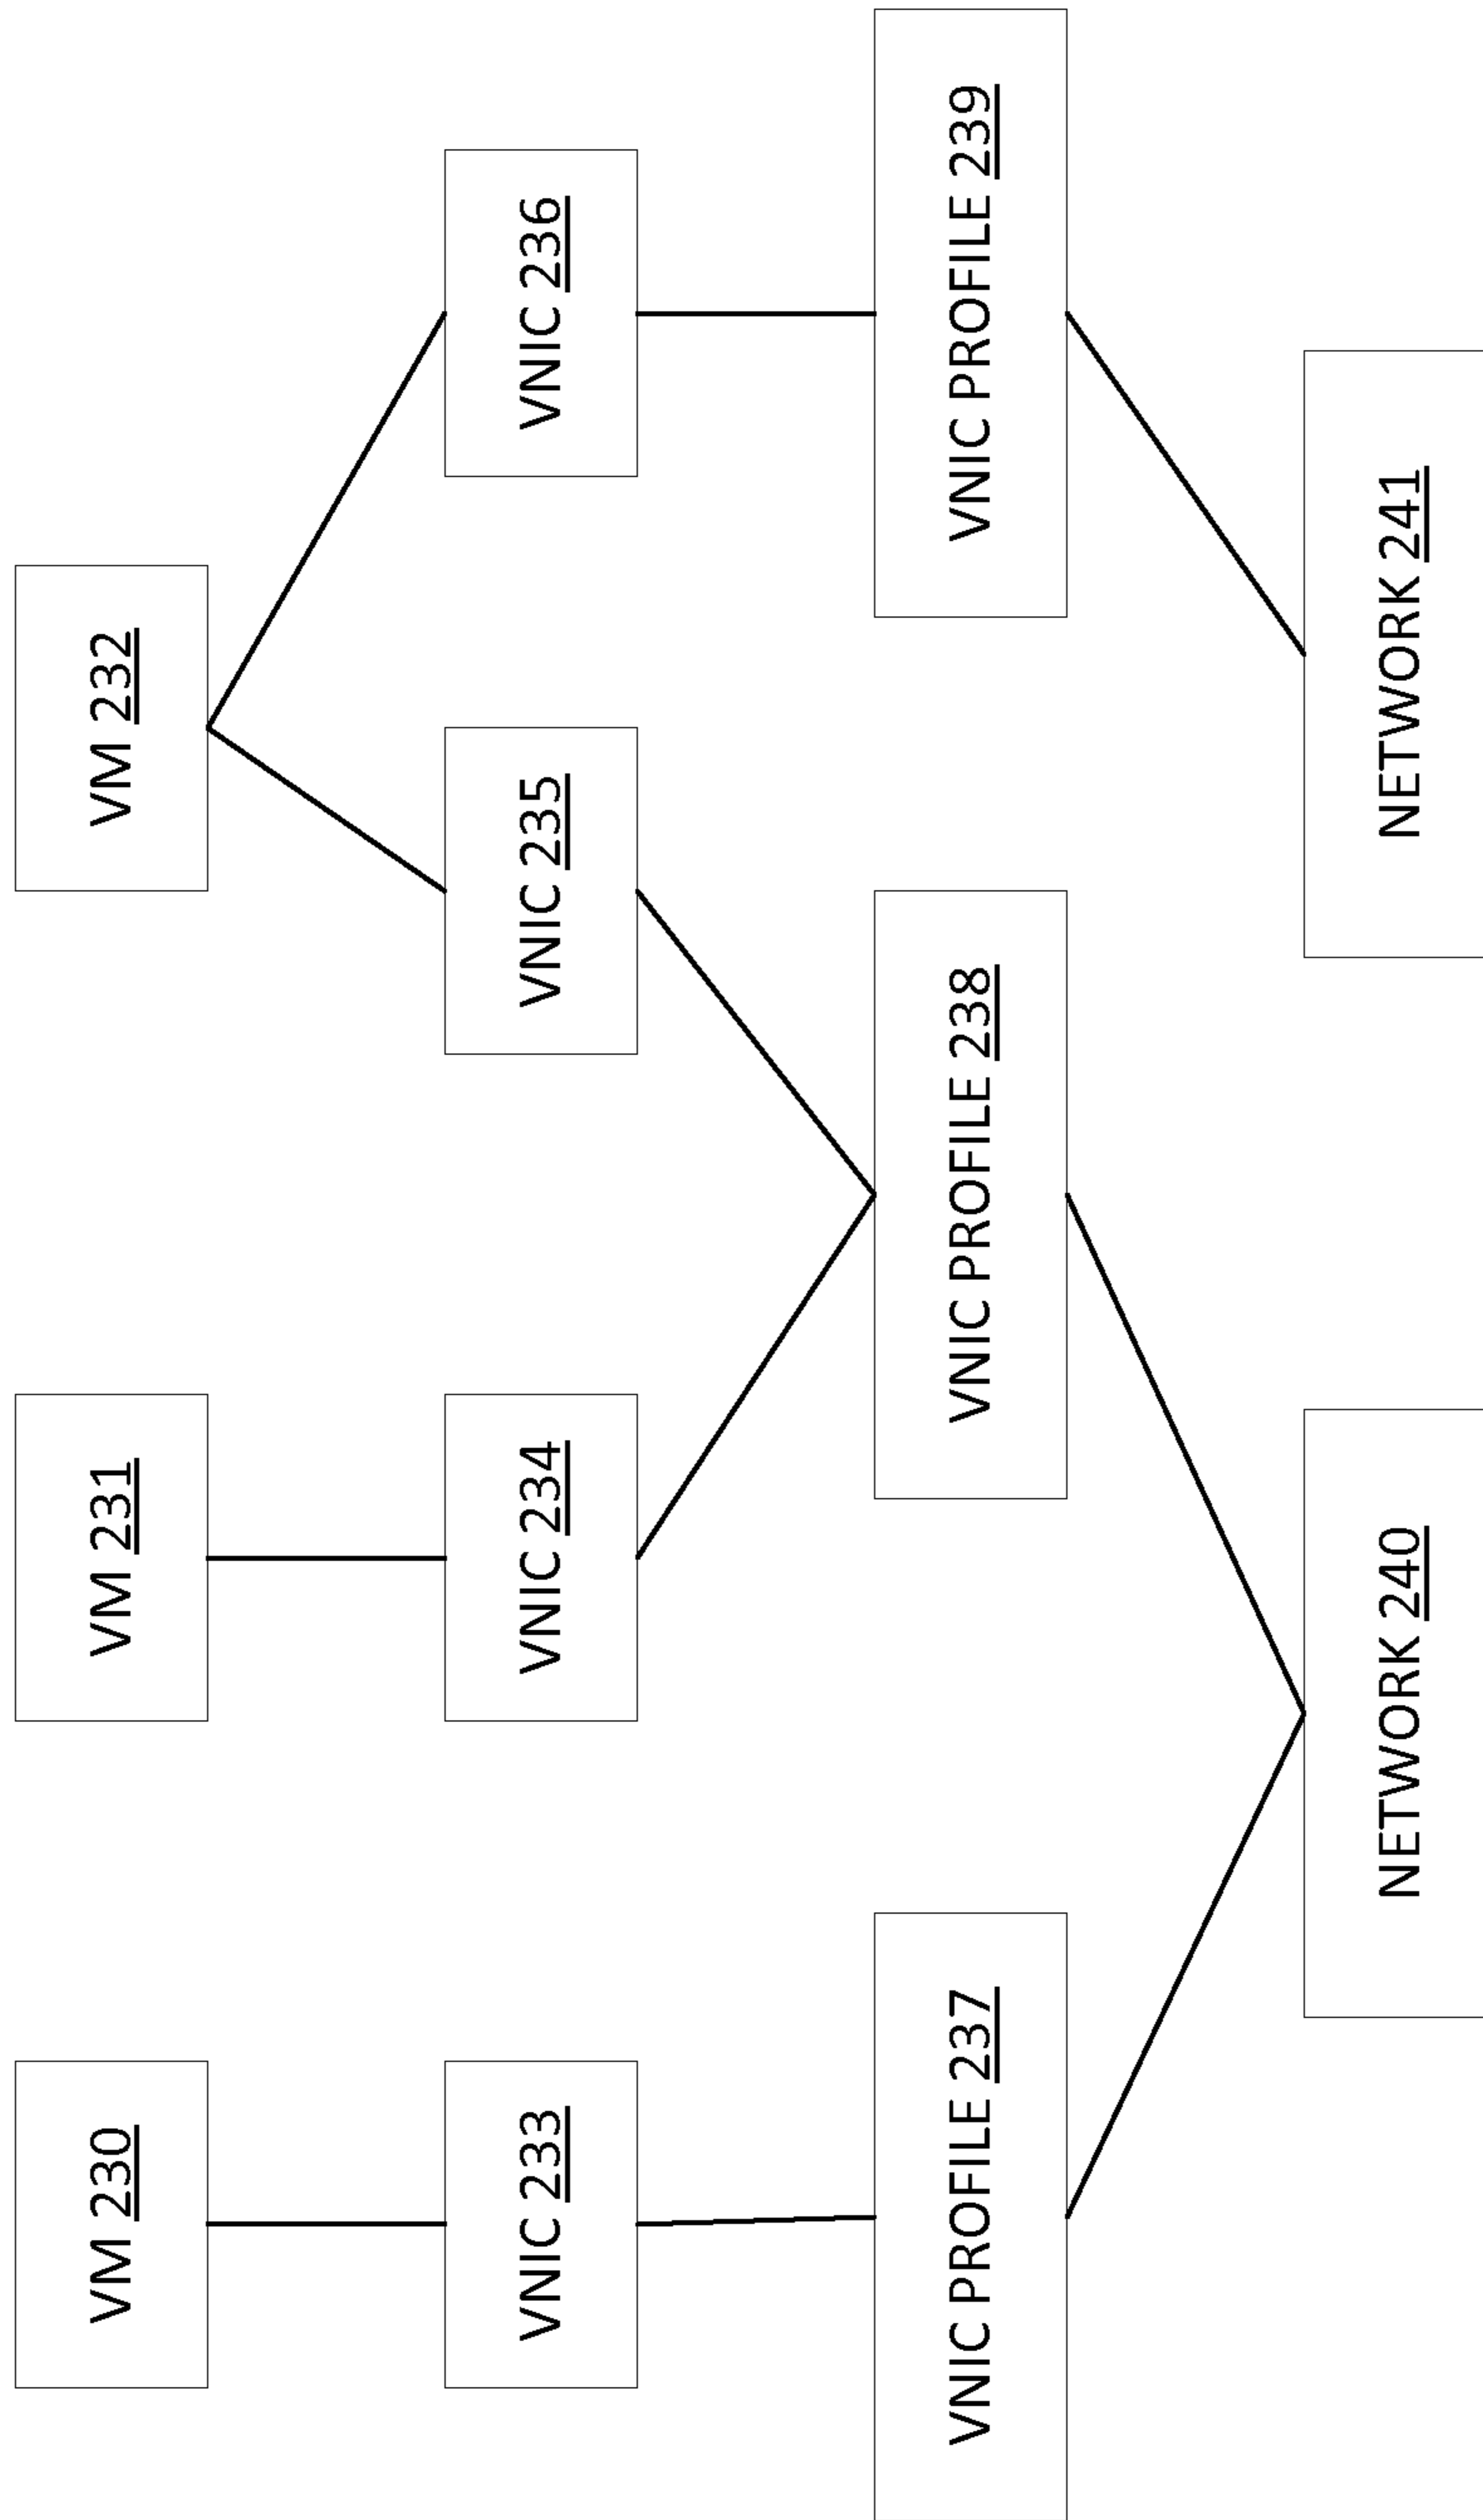 VM 230
VM 231
VM 232
VNIC 233
VNIC 234
VNIC 235
VNIC 236
VNIC PROFILE 237
VNIC PROFILE 238
VNIC PROFILE 239
NETWORK 240
NETWORK 241